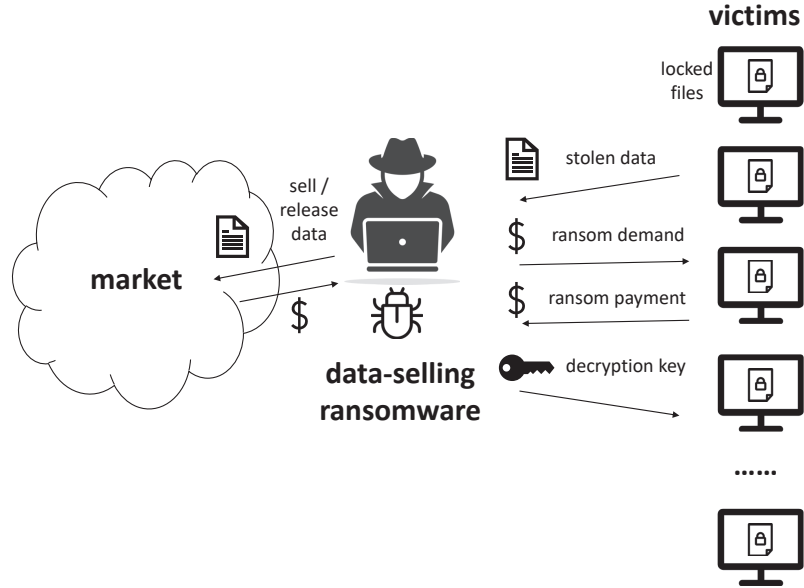 victims
locked
files
stolen data
sell /
release
data
$
ransom demand
market
$
ransom payment
$
decryption key
data-selling
ransomware
......